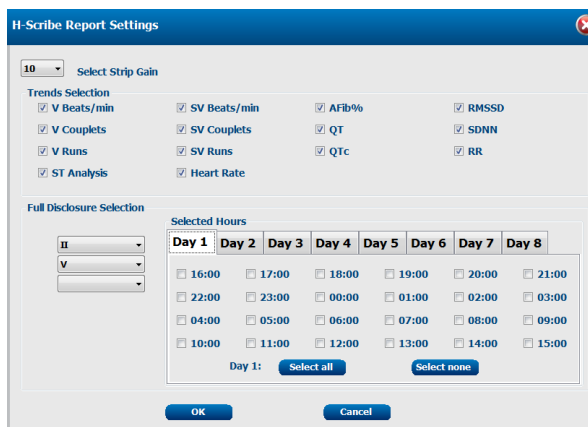 H-Scribe Report Settings
10 Select Strip Gain
Trends Selection
V Beats/min SV Beats/min AFib% RMSSD
V Couplets SV Couplets QT SDNN
V Runs SV Runs QTc RR
ST Analysis Heart Rate
Full Disclosure Selection
Selected Hours
II
V
Day 1 Day 2 Day 3 Day 4 Day 5 Day 6 Day 7 Day 8
16:00 17:00 18:00 19:00 20:00 21:00
22:00 23:00 00:00 01:00 02:00 03:00
04:00 05:00 06:00 07:00 08:00 09:00
10:00 11:00 12:00 13:00 14:00 15:00
Day 1: Select all Select none
OK Cancel